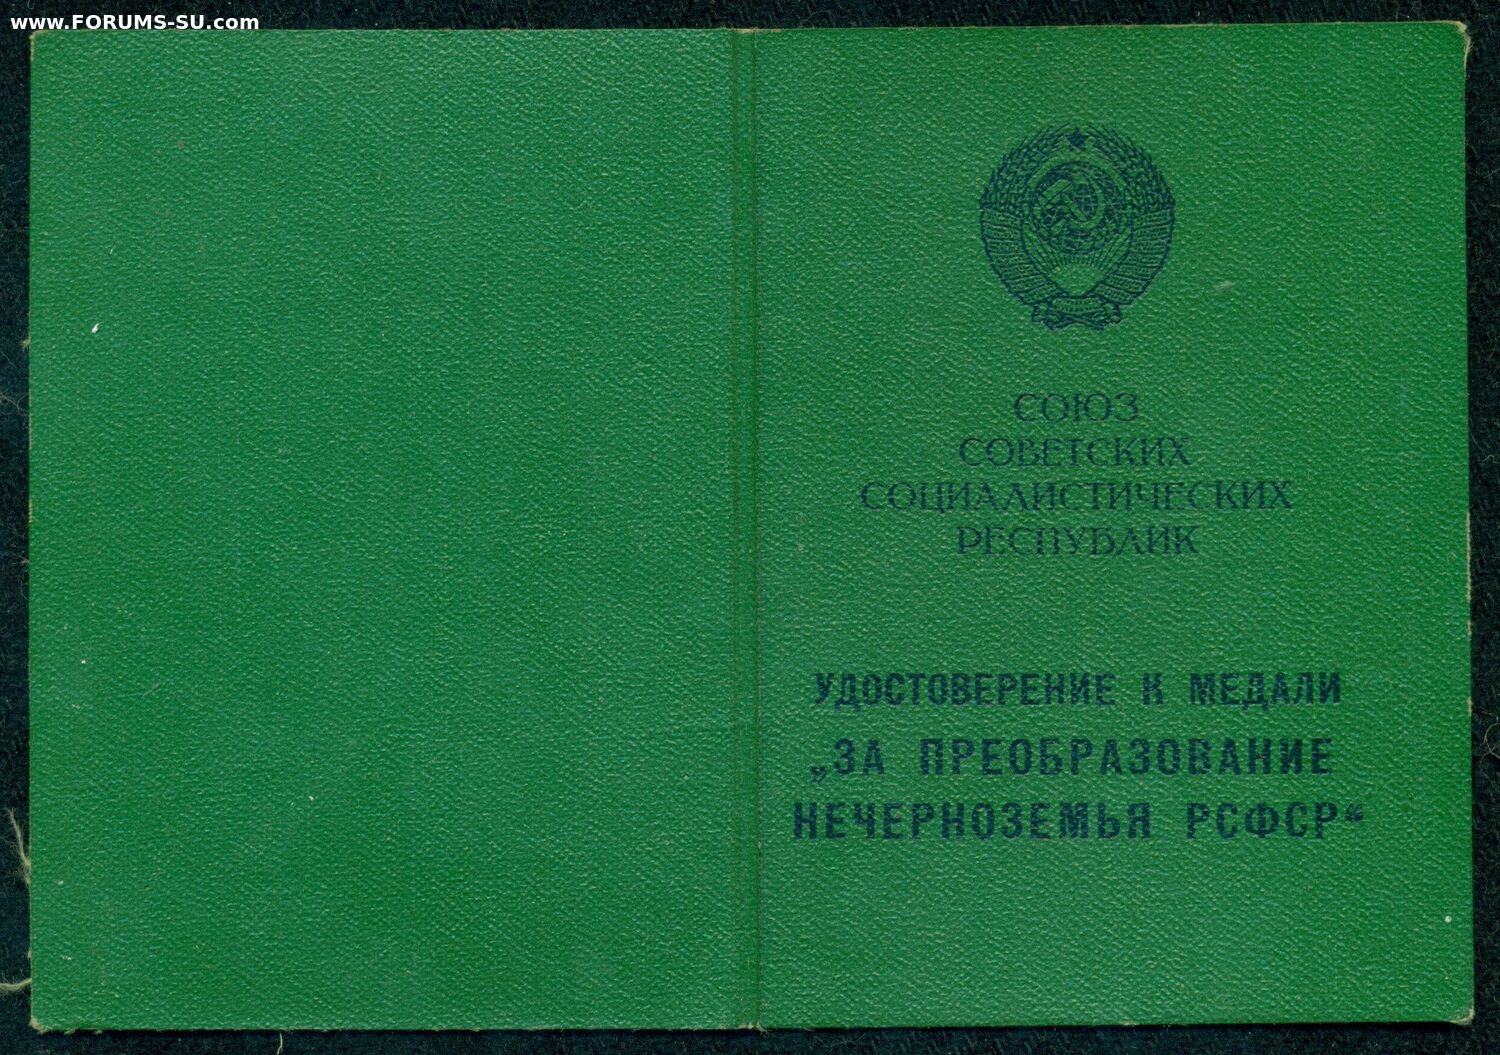 www.FORUMS-SU.com
СОЮЗ
СОВЕТСКИХ
СОЦИАЛИСТИЧЕСКИХ
РЕСПУБЛИК
УДОСТОВЕРЕНИЕ К МЕДАЛИ
„ЗА ПРЕОБРАЗОВАНИЕ
НЕЧЕРНОЗЕМЬЯ РСФСР“